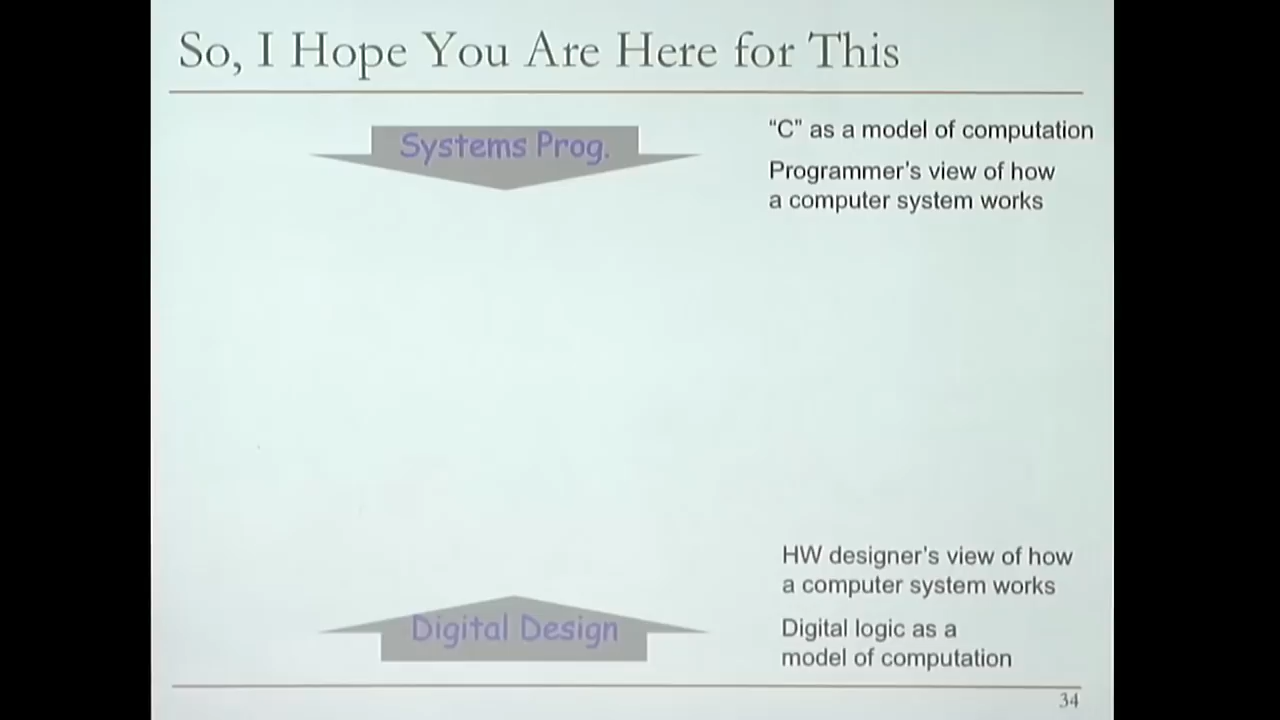 So, I Hope You Are Here for This
Systems Prog.
“C” as a model of computation
Programmer’s view of how
a computer system works
HW designer’s view of how
a computer system works
Digital Design
Digital logic as a
model of computation
34